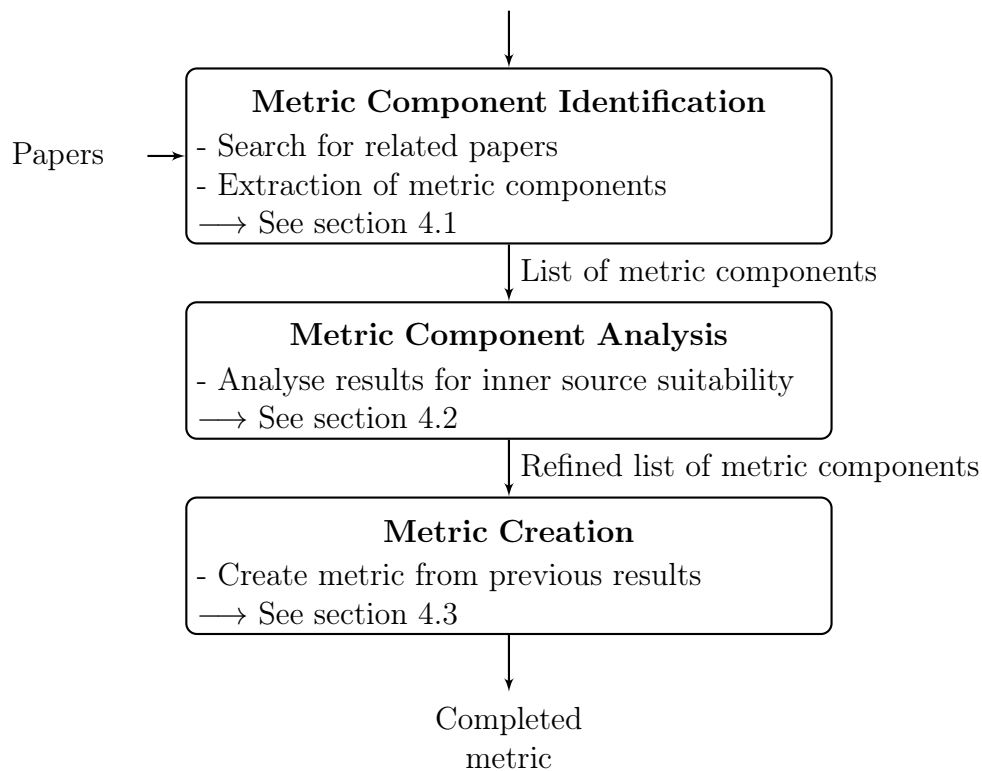 Metric Component Identification
Papers
- Search for related papers
- Extraction of metric components
⟶ See section 4.1
List of metric components
Metric Component Analysis
- Analyse results for inner source suitability
⟶ See section 4.2
Refined list of metric components
Metric Creation
- Create metric from previous results
⟶ See section 4.3
Completed
metric